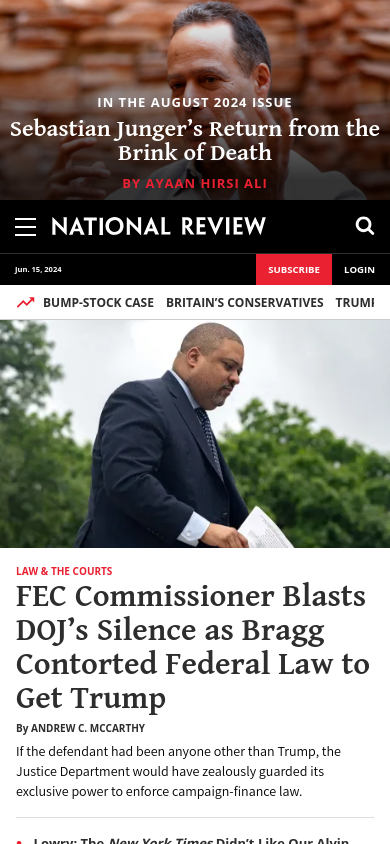 IN THE AUGUST 2024 ISSUE
Sebastian Junger’s Return from the
Brink of Death
BY AYAAN HIRSI ALI
NATIONAL REVIEW
Jun. 15, 2024
SUBSCRIBE
LOGIN
BUMP-STOCK CASE BRITAIN’S CONSERVATIVES TRUMP
LAW & THE COURTS
FEC Commissioner Blasts
DOJ’s Silence as Bragg
Contorted Federal Law to
Get Trump
By ANDREW C. MCCARTHY
If the defendant had been anyone other than Trump, the
Justice Department would have zealously guarded its
exclusive power to enforce campaign-finance law.
Lowry: The New York Times Didn’t Like Our Alvin